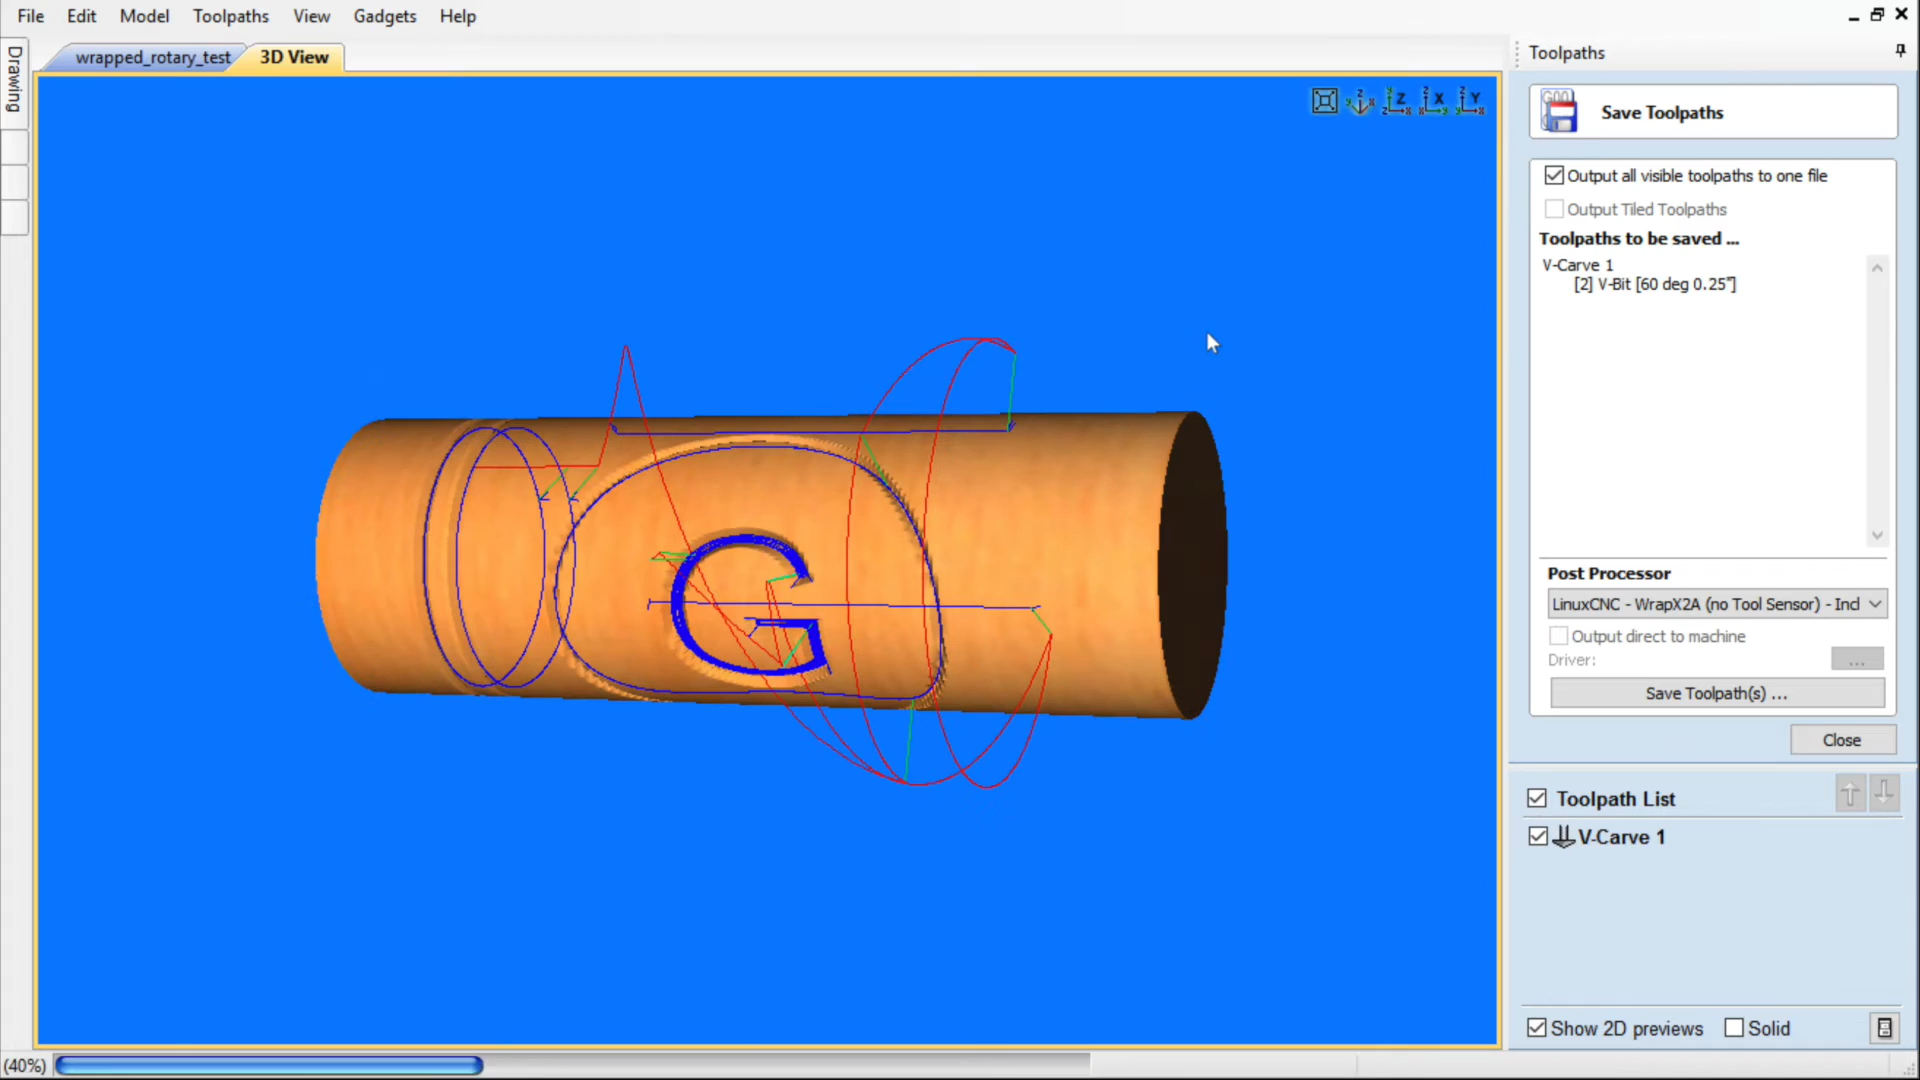 File Edit Model Toolpaths View Gadgets Help
Drawing
wrapped_rotary_test 3D View
Toolpaths
G00
Save Toolpaths
Output all visible toolpaths to one file
Output Tiled Toolpaths
Toolpaths to be saved ...
V-Carve 1
[2] V-Bit [60 deg 0.25"]
G
Post Processor
LinuxCNC - WrapX2A (no Tool Sensor) - Incl
Output direct to machine
Driver: ...
Save Toolpath(s) ...
Close
Toolpath List
V-Carve 1
Show 2D previews Solid
(40%)